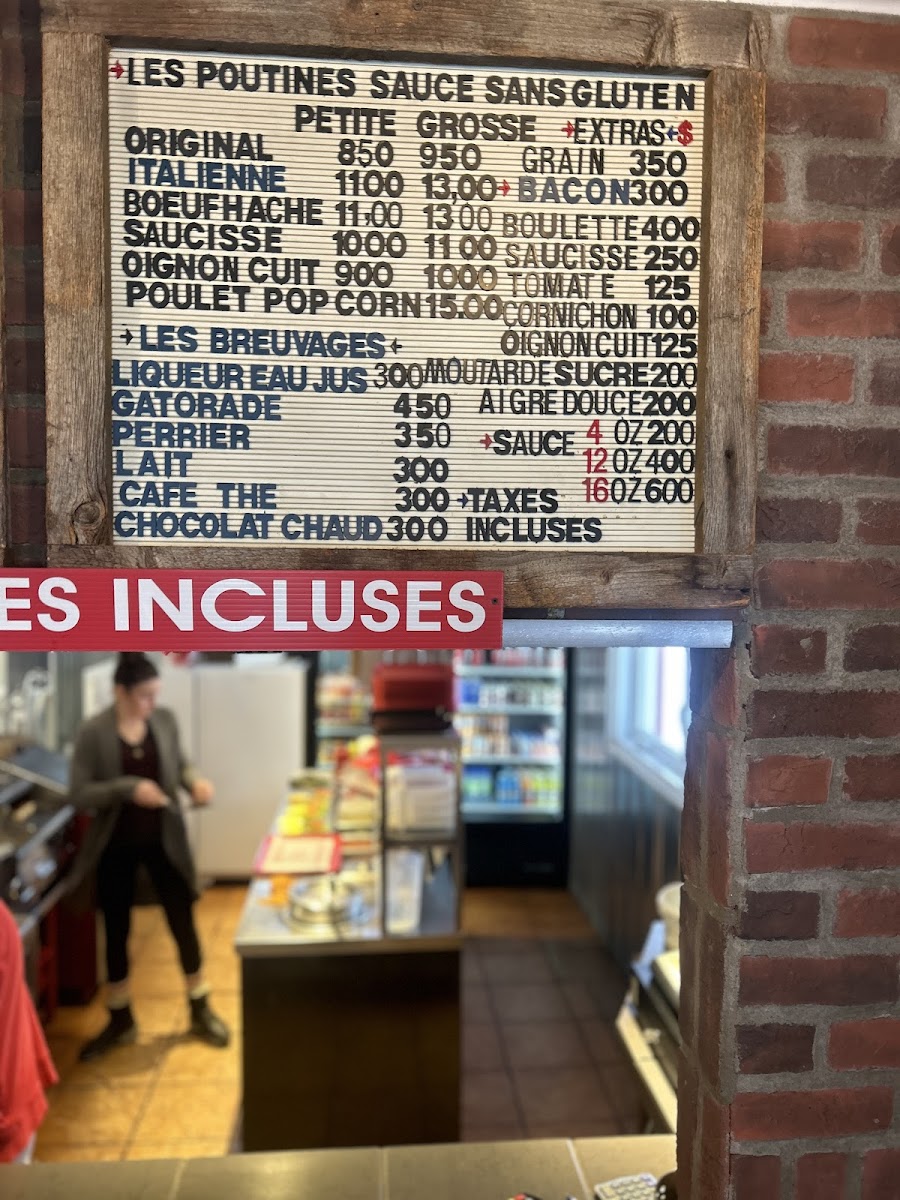 LES POUTINES SAUCE SANS GLUTEN
PETITE GROSSE EXTRAS $
ORIGINAL 850 950 GRAIN 350
ITALIENNE 1100 13,00 BACON 300
BOEUF HACHE 11,00 13 00 BOULETTE 400
SAUCISSE 1000 11 00 SAUCISSE 250
OIGNON CUIT 900 1000 TOMATE 125
POULET POP CORN 15.00 CORNICHON 100
LES BREUVAGES OIGNON CUIT 125
LIQUEUR EAU JUS 300 MOUTARDE SUCRE 200
GATORADE 450 AIGRE DOUCE 200
PERRIER 350 SAUCE 4 OZ 200
LAIT 300 12 OZ 400
CAFE THE 300 16 OZ 600
CHOCOLAT CHAUD 300 TAXES INCLUSES
ES INCLUSES